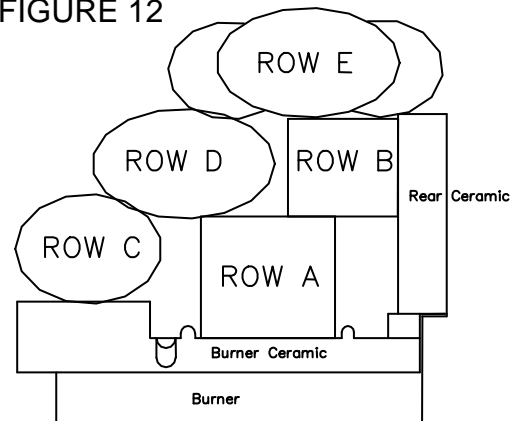 FIGURE 12
ROW E
ROW D
ROW B
Rear Ceramic
ROW C
ROW A
Burner Ceramic
Burner